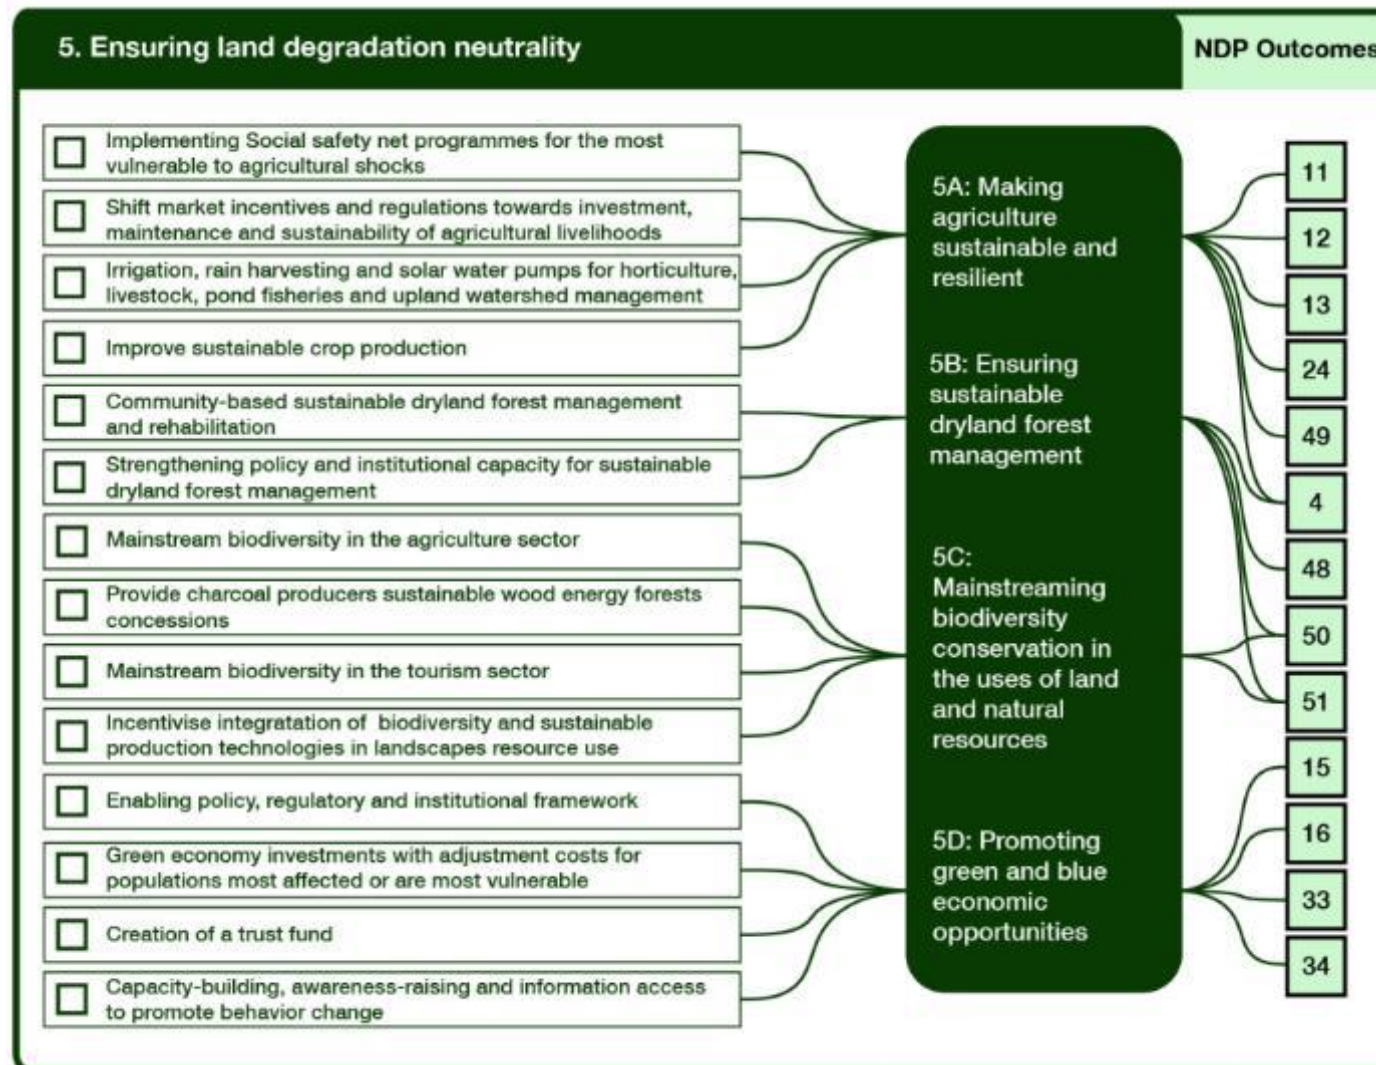 5. Ensuring land degradation neutrality
NDP Outcomes
Implementing Social safety net programmes for the most
vulnerable to agricultural shocks
Shift market incentives and regulations towards investment,
maintenance and sustainability of agricultural livelihoods
Irrigation, rain harvesting and solar water pumps for horticulture,
livestock, pond fisheries and upland watershed management
Improve sustainable crop production
Community-based sustainable dryland forest management
and rehabilitation
Strengthening policy and institutional capacity for sustainable
dryland forest management
Mainstream biodiversity in the agriculture sector
Provide charcoal producers sustainable wood energy forests
concessions
Mainstream biodiversity in the tourism sector
Incentivise integratation of biodiversity and sustainable
production technologies in landscapes resource use
Enabling policy, regulatory and institutional framework
Green economy investments with adjustment costs for
populations most affected or are most vulnerable
Creation of a trust fund
Capacity-building, awareness-raising and information access
to promote behavior change
5A: Making
agriculture
sustainable and
resilient
5B: Ensuring
sustainable
dryland forest
management
5C:
Mainstreaming
biodiversity
conservation in
the uses of land
and natural
resources
5D: Promoting
green and blue
economic
opportunities
11
12
13
24
49
4
48
50
51
15
16
33
34